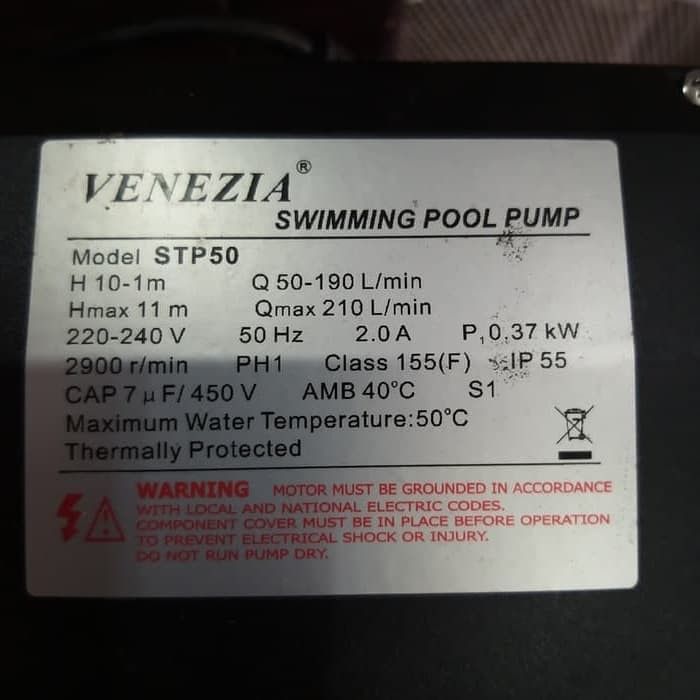 VENEZIA®
SWIMMING POOL PUMP
Model STP50
H 10-1m Q 50-190 L/min
Hmax 11 m Qmax 210 L/min
220-240 V 50 Hz 2.0 A P₁ 0.37 kW
2900 r/min PH1 Class 155(F) IP 55
CAP 7 μF/ 450 V AMB 40°C S1
Maximum Water Temperature:50°C
Thermally Protected
WARNING MOTOR MUST BE GROUNDED IN ACCORDANCE
WITH LOCAL AND NATIONAL ELECTRIC CODES.
COMPONENT COVER MUST BE IN PLACE BEFORE OPERATION
TO PREVENT ELECTRICAL SHOCK OR INJURY.
DO NOT RUN PUMP DRY.